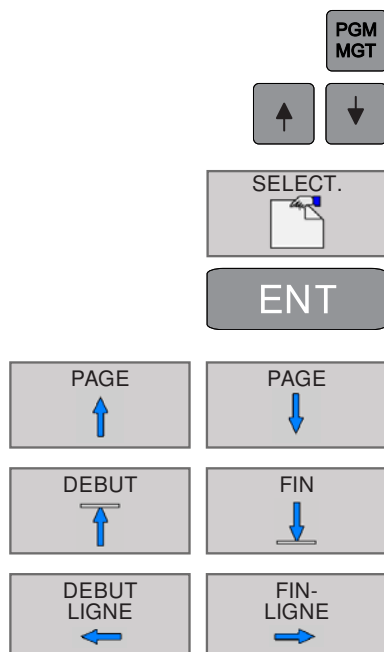 PGM
MGT
SELECT.
ENT
PAGE
PAGE
DEBUT
FIN
DEBUT
LIGNE
FIN-
LIGNE